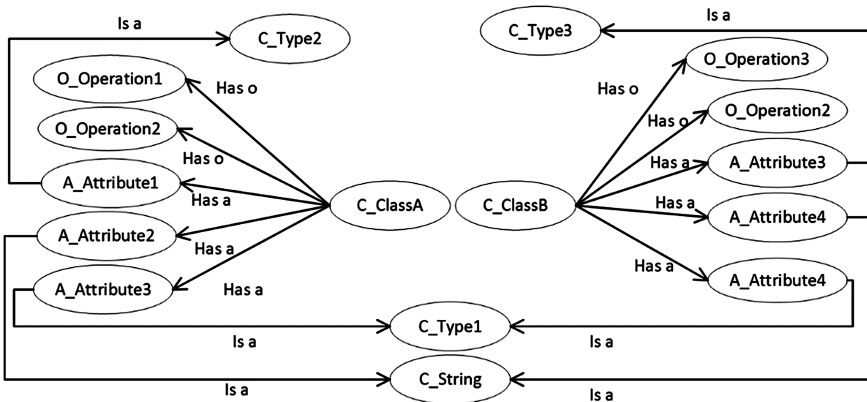 Is a
C_Type2
C_Type3
Is a
O_Operation1
Has o
O_Operation2
Has o
A_Attribute1
Has a
A_Attribute2
Has a
A_Attribute3
Has a
C_ClassA
C_ClassB
Has o
O_Operation3
Has o
O_Operation2
Has a
A_Attribute3
Has a
A_Attribute4
Has a
A_Attribute4
Is a
C_Type1
Is a
Is a
C_String
Is a